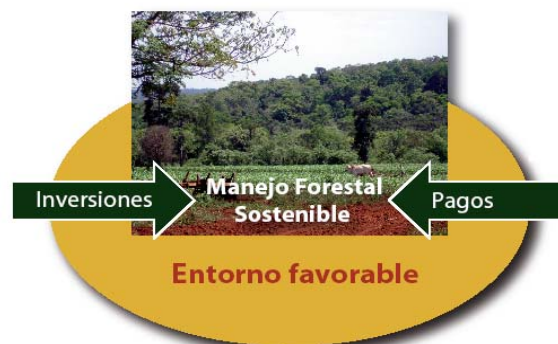 Inversiones
Manejo Forestal
Sostenible
Pagos
Entorno favorable